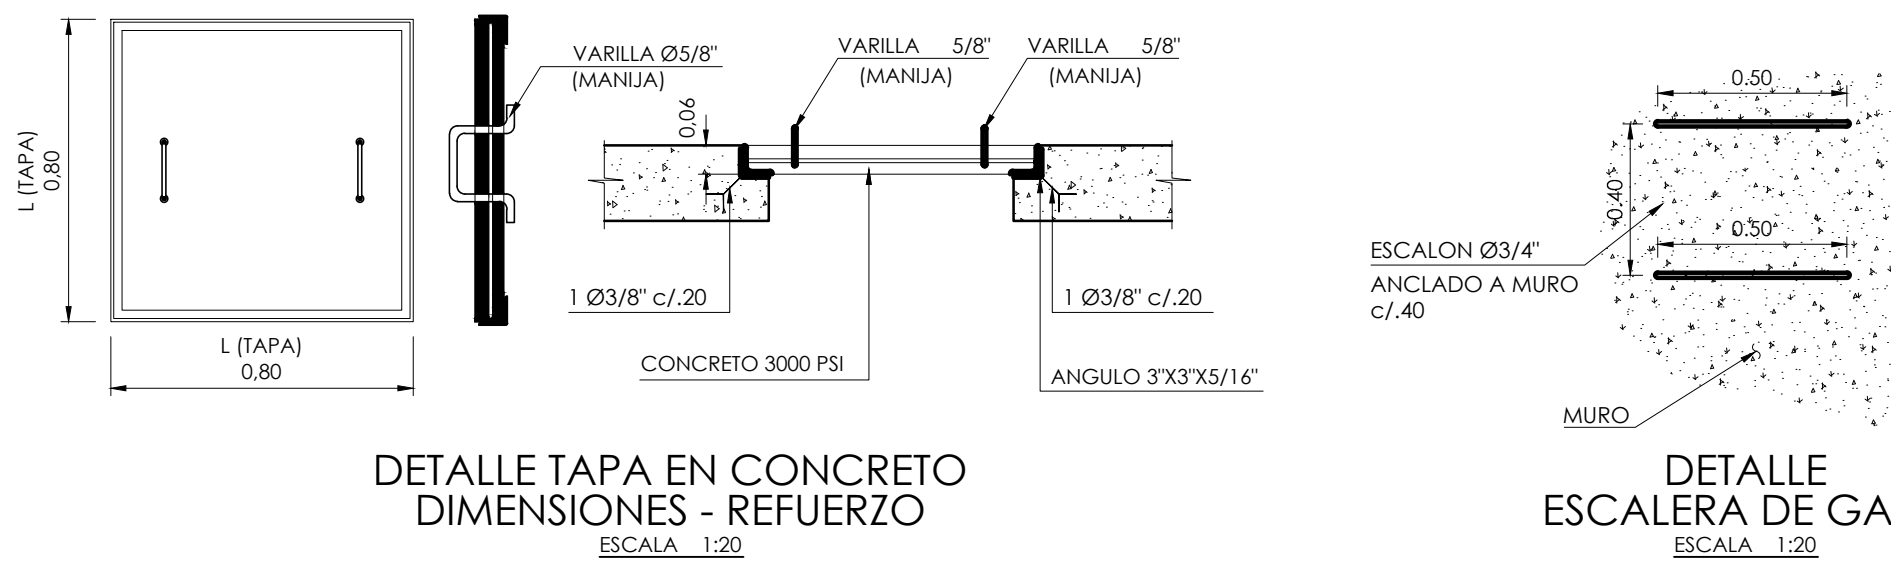 L (TAPA)
0,80
L (TAPA)
0,80
VARILLA Ø5/8"
(MANIJA)
VARILLA 5/8"
(MANIJA)
VARILLA 5/8"
(MANIJA)
0,06
1 Ø3/8" c/.20
1 Ø3/8" c/.20
CONCRETO 3000 PSI
ANGULO 3"X3"X5/16"
DETALLE TAPA EN CONCRETO
DIMENSIONES - REFUERZO
ESCALA 1:20
0.50
0.40
0.50
ESCALON Ø3/4"
ANCLADO A MURO
c/.40
MURO
DETALLE
ESCALERA DE GA
ESCALA 1:20